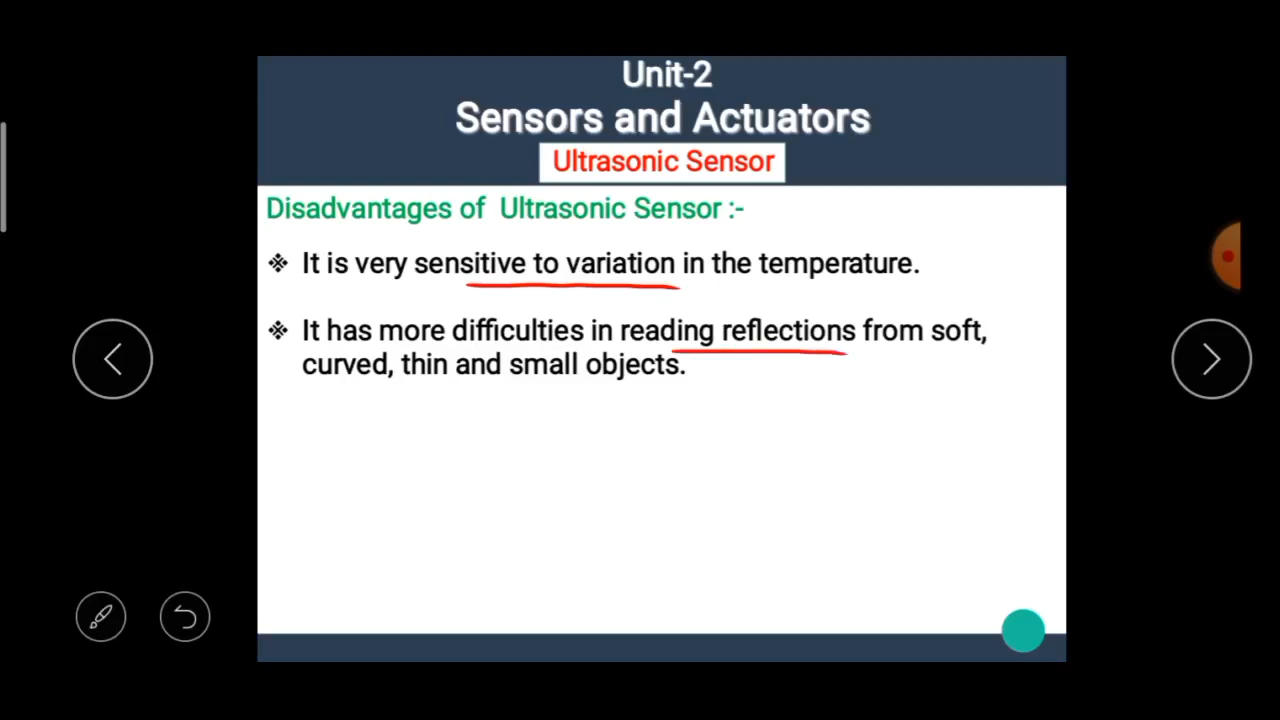 Unit-2
Sensors and Actuators
Ultrasonic Sensor
Disadvantages of Ultrasonic Sensor :-
❖ It is very sensitive to variation in the temperature.
❖ It has more difficulties in reading reflections from soft,
curved, thin and small objects.